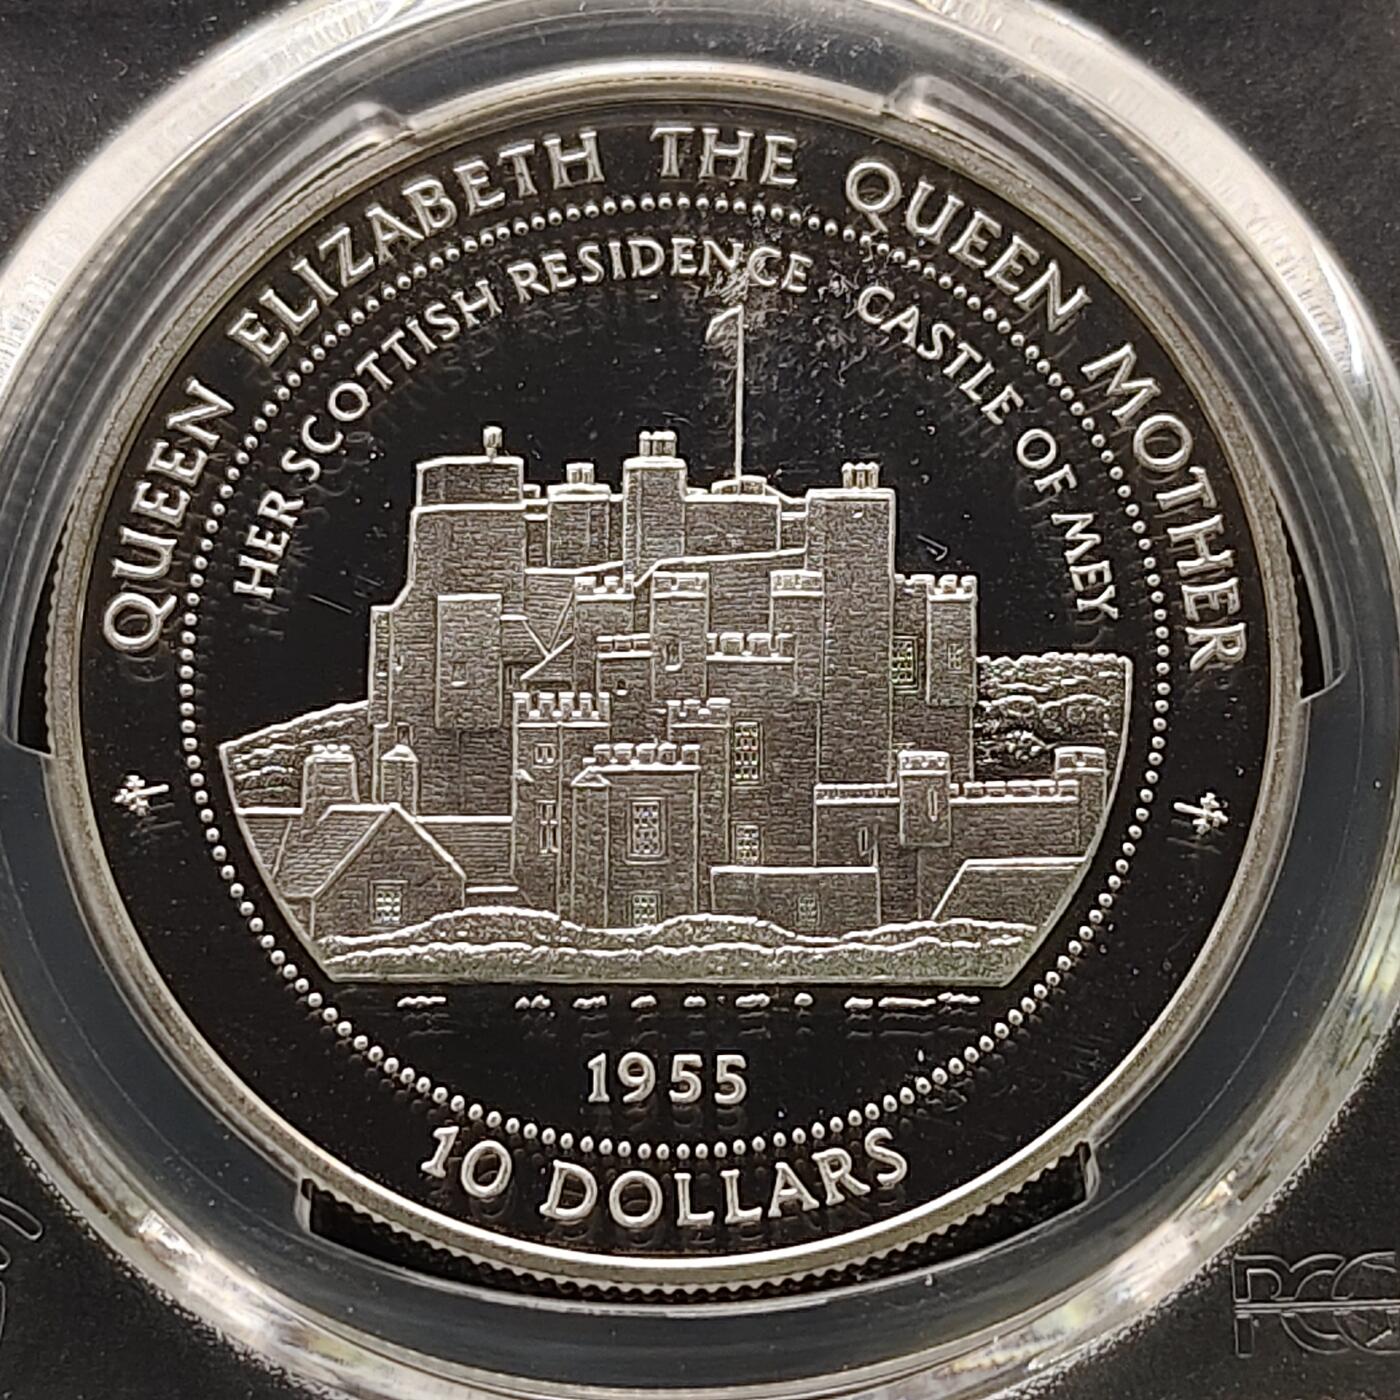 QUEEN ELIZABETH THE QUEEN MOTHER
HER SCOTTISH RESIDENCE · CASTLE OF MEY
1955
10 DOLLARS